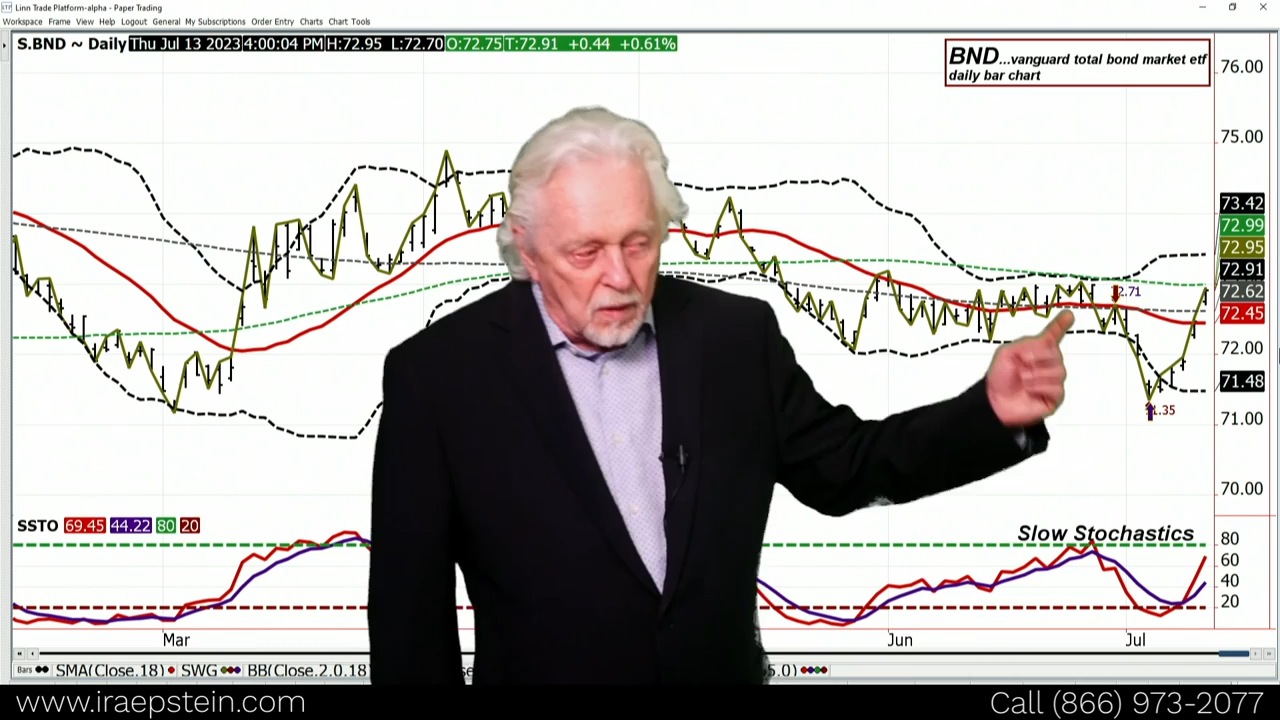 Linn Trade Platform-alpha - Paper Trading
Workspace Frame View Help Logout General My Subscriptions Order Entry Charts Chart Tools
S.BND ~ Daily Thu Jul 13 2023 4:00:04 PM H:72.95 L:72.70 O:72.75 T:72.91 +0.44 +0.61%
BND...vanguard total bond market etf
daily bar chart
76.00
75.00
73.42
72.99
72.95
72.91
72.62
72.45
72.00
71.48
71.00
70.00
2.71
1.35
SSTO 69.45 44.22 80 20
Slow Stochastics
80
60
40
20
Mar Jun Jul
Bars SMA(Close.18) SWG BB(Close.2.0.18 5.0)
www.iraepstein.com Call (866) 973-2077